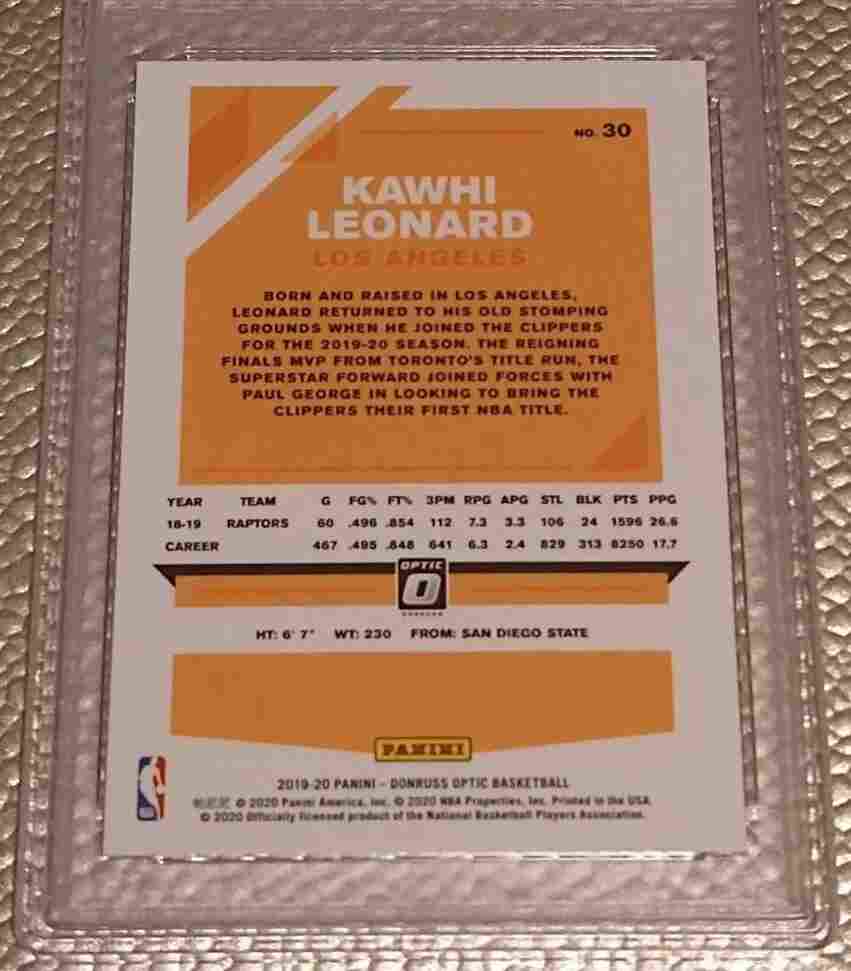 NO. 30
KAWHI
LEONARD
LOS ANGELES
BORN AND RAISED IN LOS ANGELES,
LEONARD RETURNED TO HIS OLD STOMPING
GROUNDS WHEN HE JOINED THE CLIPPERS
FOR THE 2019-20 SEASON. THE REIGNING
FINALS MVP FROM TORONTO'S TITLE RUN, THE
SUPERSTAR FORWARD JOINED FORCES WITH
PAUL GEORGE IN LOOKING TO BRING THE
CLIPPERS THEIR FIRST NBA TITLE.
YEAR TEAM G FG% FT% 3PM RPG APG STL BLK PTS PPG
18-19 RAPTORS 60 .496 .854 112 7.3 3.3 106 24 1596 26.6
CAREER 467 .495 .848 641 6.3 2.4 829 313 8250 17.7
OPTIC
HT: 6' 7" WT: 230 FROM: SAN DIEGO STATE
PANINI
2019-20 PANINI - DONRUSS OPTIC BASKETBALL
© 2020 Panini America, Inc. © 2020 NBA Properties, Inc. Printed in the USA.
© 2020 Officially licensed product of the National Basketball Players Association.